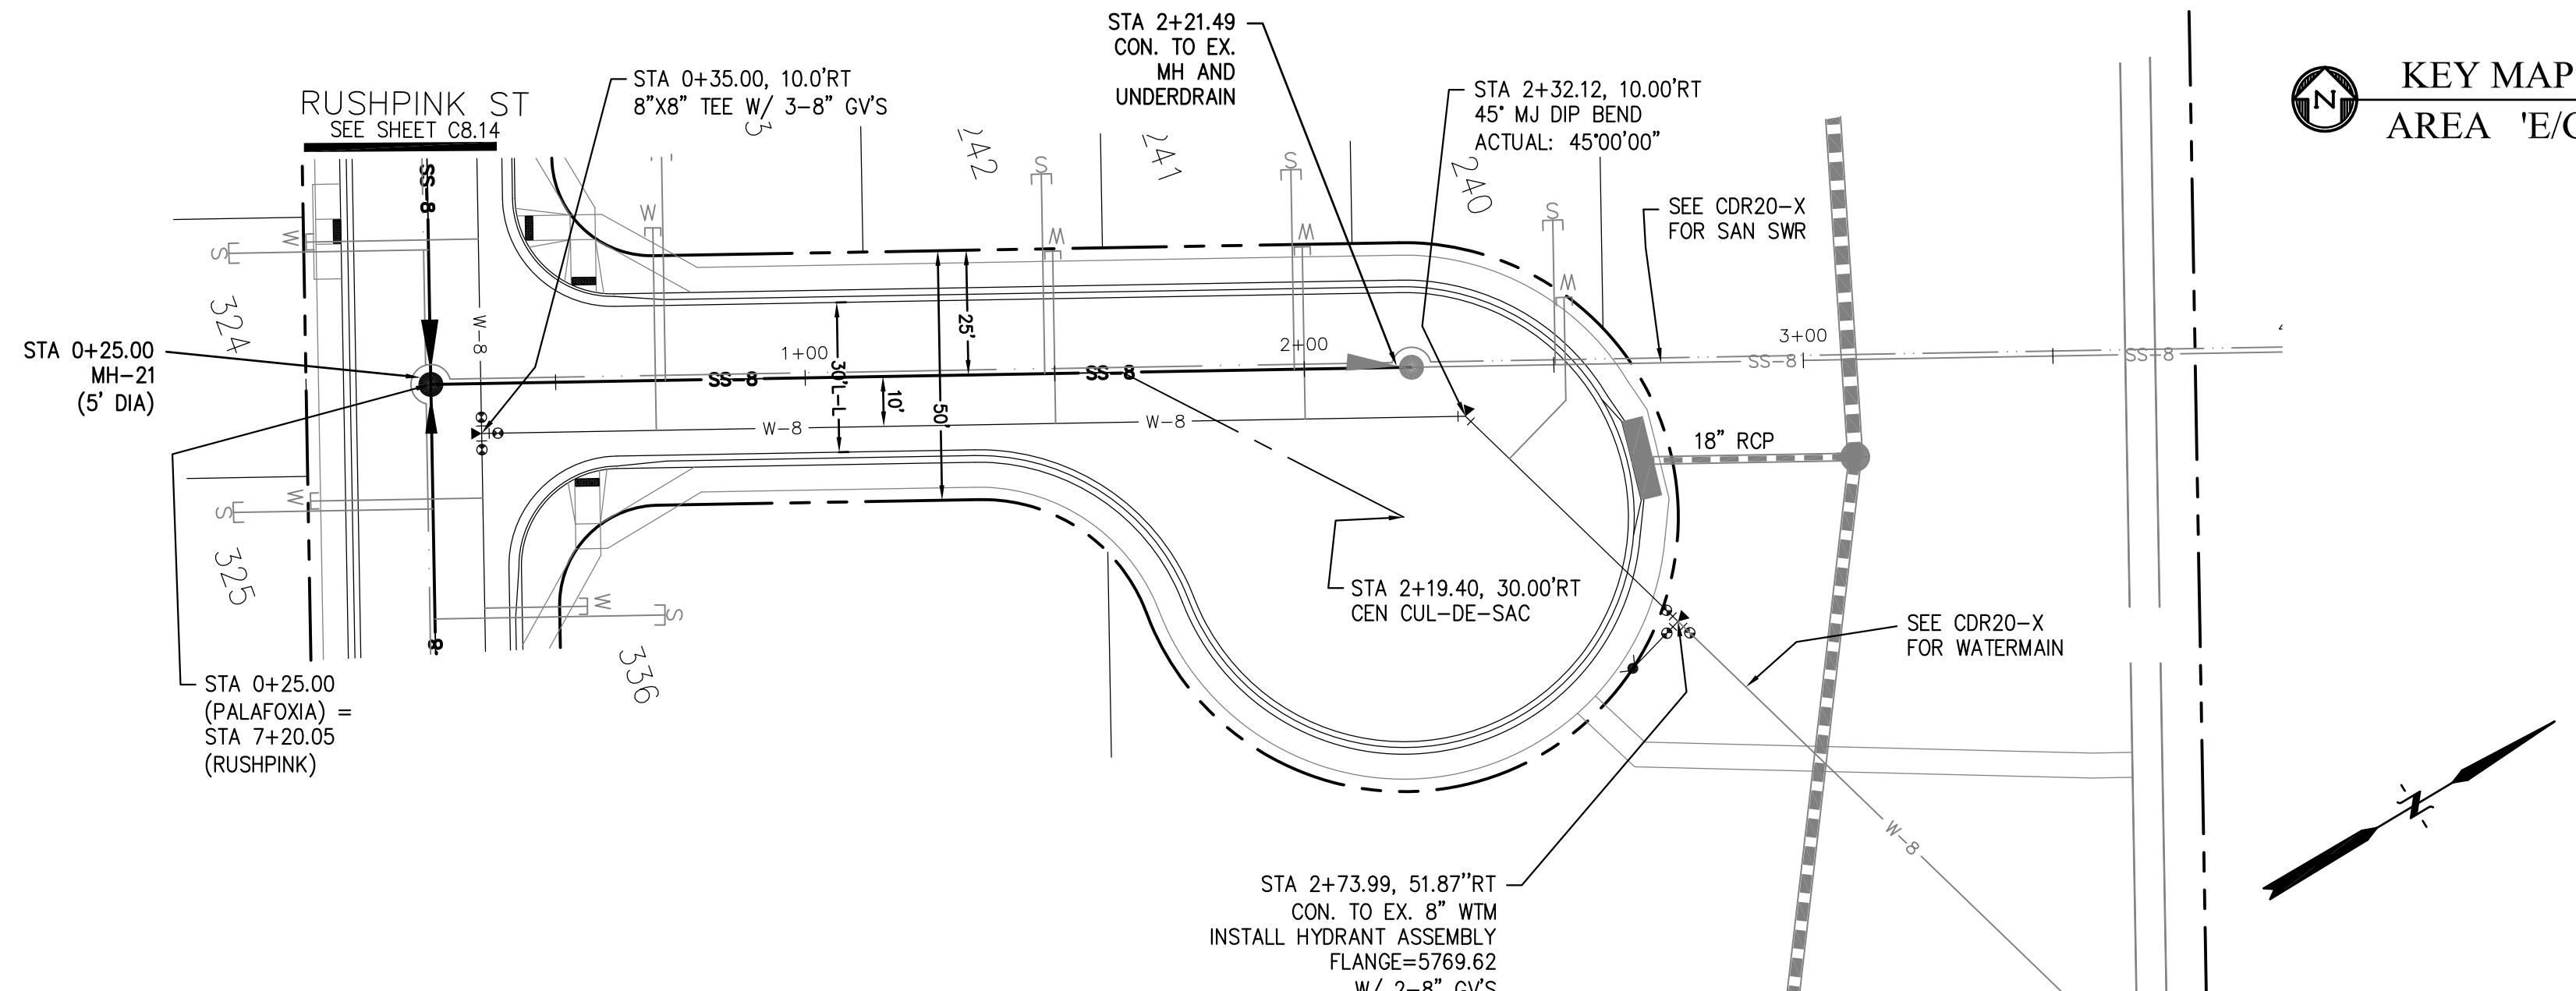 STA 2+21.49
CON. TO EX.
MH AND
UNDERDRAIN
KEY MAP
N
AREA 'E/
STA 0+35.00, 10.0'RT
8"X8" TEE W/ 3-8" GV'S
STA 2+32.12, 10.00'RT
45° MJ DIP BEND
ACTUAL: 45°00'00"
RUSHPINK ST
SEE SHEET C8.14
3
242
241
240
SS-8
S
S
S
W
W
W
W
SEE CDR20-X
FOR SAN SWR
W
S
324
W-8
25'
1+00
2+00
3+00
STA 0+25.00
MH-21
(5' DIA)
SS-8
SS-8
SS-8
SS-8
30'L-L
10'
50'
W-8
W-8
18" RCP
W
S
325
STA 2+19.40, 30.00'RT
CEN CUL-DE-SAC
W
S
-8
336
SEE CDR20-X
FOR WATERMAIN
STA 0+25.00
(PALAFOXIA) =
STA 7+20.05
(RUSHPINK)
N
W-8
STA 2+73.99, 51.87''RT
CON. TO EX. 8" WTM
INSTALL HYDRANT ASSEMBLY
FLANGE=5769.62
W/ 2-8" GV'S